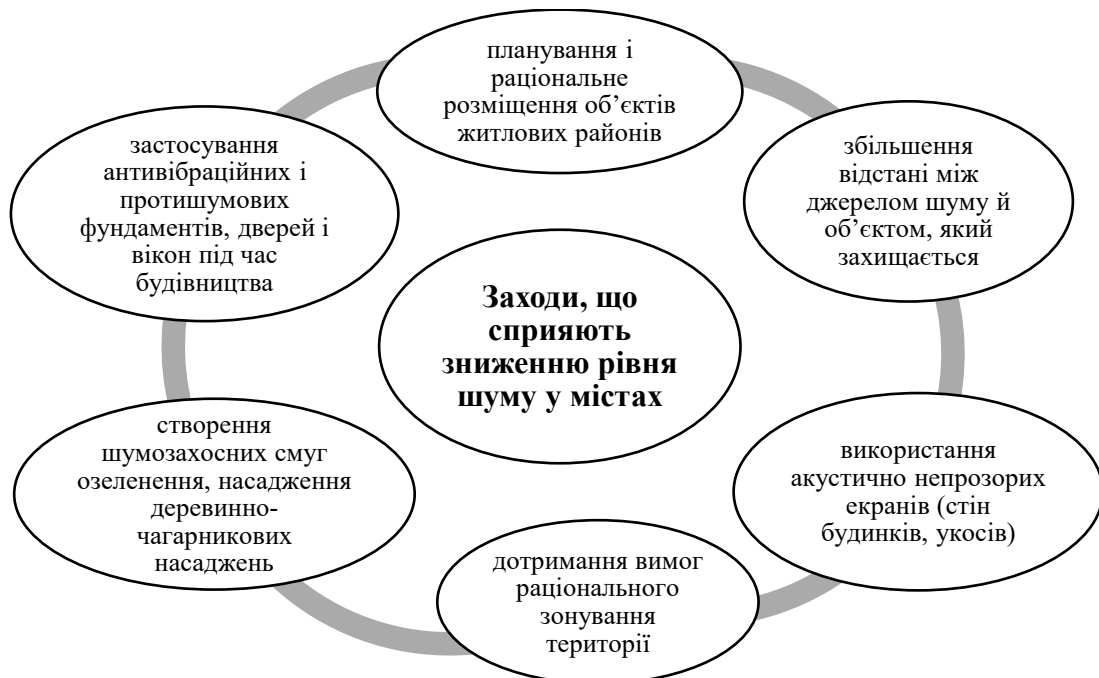 планування і
раціональне
розміщення об’єктів
житлових районів
збільшення
відстані між
джерелом шуму й
об’єктом, який
захищається
використання
акустично непрозорих
екранів (стін
будинків, укосів)
дотримання вимог
раціонального
зонування
території
створення
шумозахосних смуг
озеленення, насадження
деревинно-
чагарникових
насаджень
застосування
антивібраційних і
протишумових
фундаментів, дверей і
вікон під час
будівництва
Заходи, що
сприяють
зниженню рівня
шуму у містах